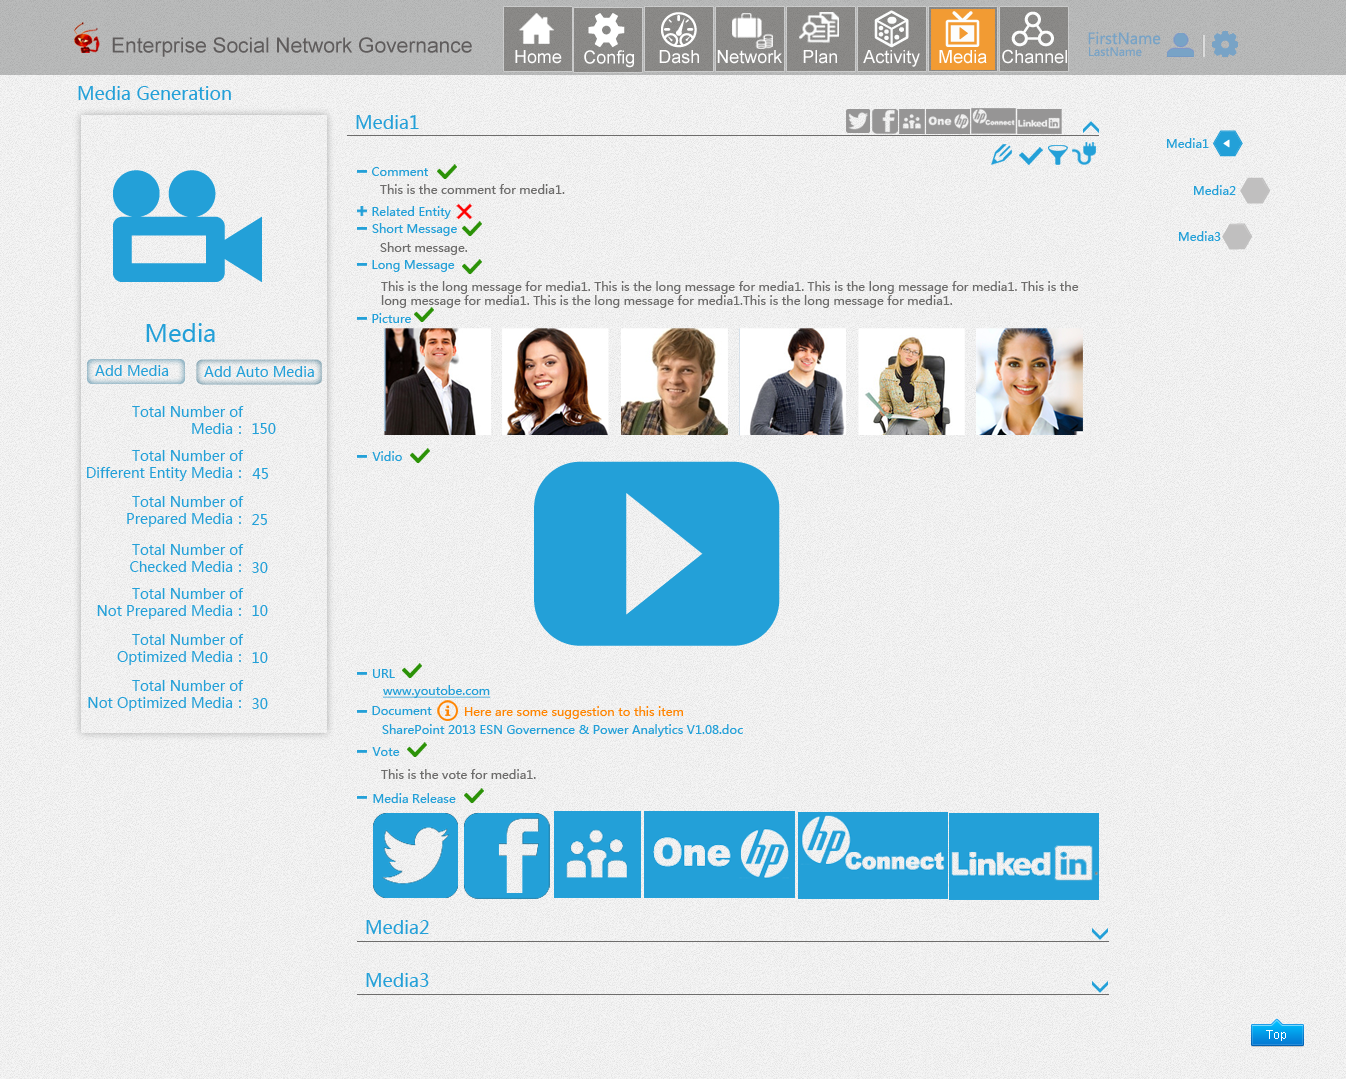 Enterprise Social Network Governance
Home
Config
Dash
Network
Plan
Activity
Media
Channel
FirstName
LastName
Media Generation
Media
Add Media
Add Auto Media
Total Number of
Media : 150
Total Number of
Different Entity Media : 45
Total Number of
Prepared Media : 25
Total Number of
Checked Media : 30
Total Number of
Not Prepared Media : 10
Total Number of
Optimized Media : 10
Total Number of
Not Optimized Media : 30
Media1
One hp
hp Connect
Linked in
Comment
This is the comment for media1.
Related Entity
Short Message
Short message.
Long Message
This is the long message for media1. This is the long message for media1. This is the long message for media1. This is the
long message for media1. This is the long message for media1.This is the long message for media1.
Picture
Vidio
URL
www.youtobe.com
Document i Here are some suggestion to this item
SharePoint 2013 ESN Governence & Power Analytics V1.08.doc
Vote
This is the vote for media1.
Media Release
f
One hp
hp Connect
Linked in
Media2
Media3
Media1
Media2
Media3
Top